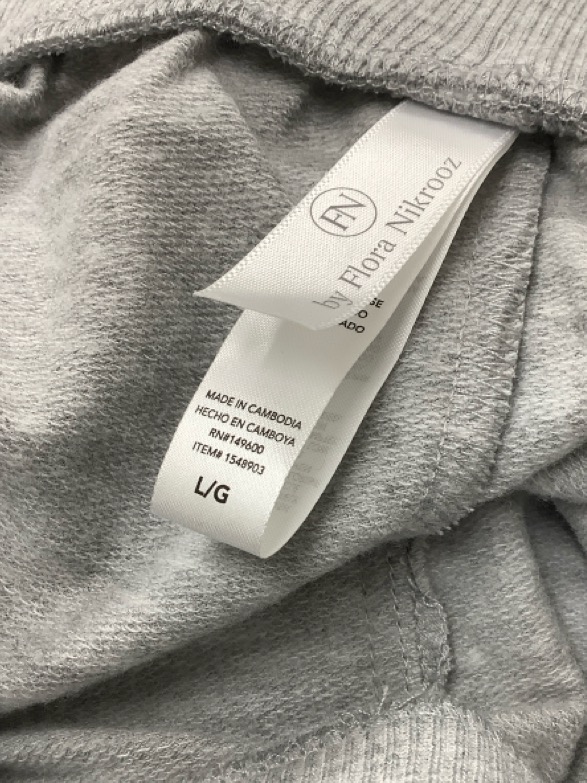 FN
by Flora Nikrooz
MADE IN CAMBODIA
HECHO EN CAMBOYA
RN#149600
ITEM# 1548903
L/G